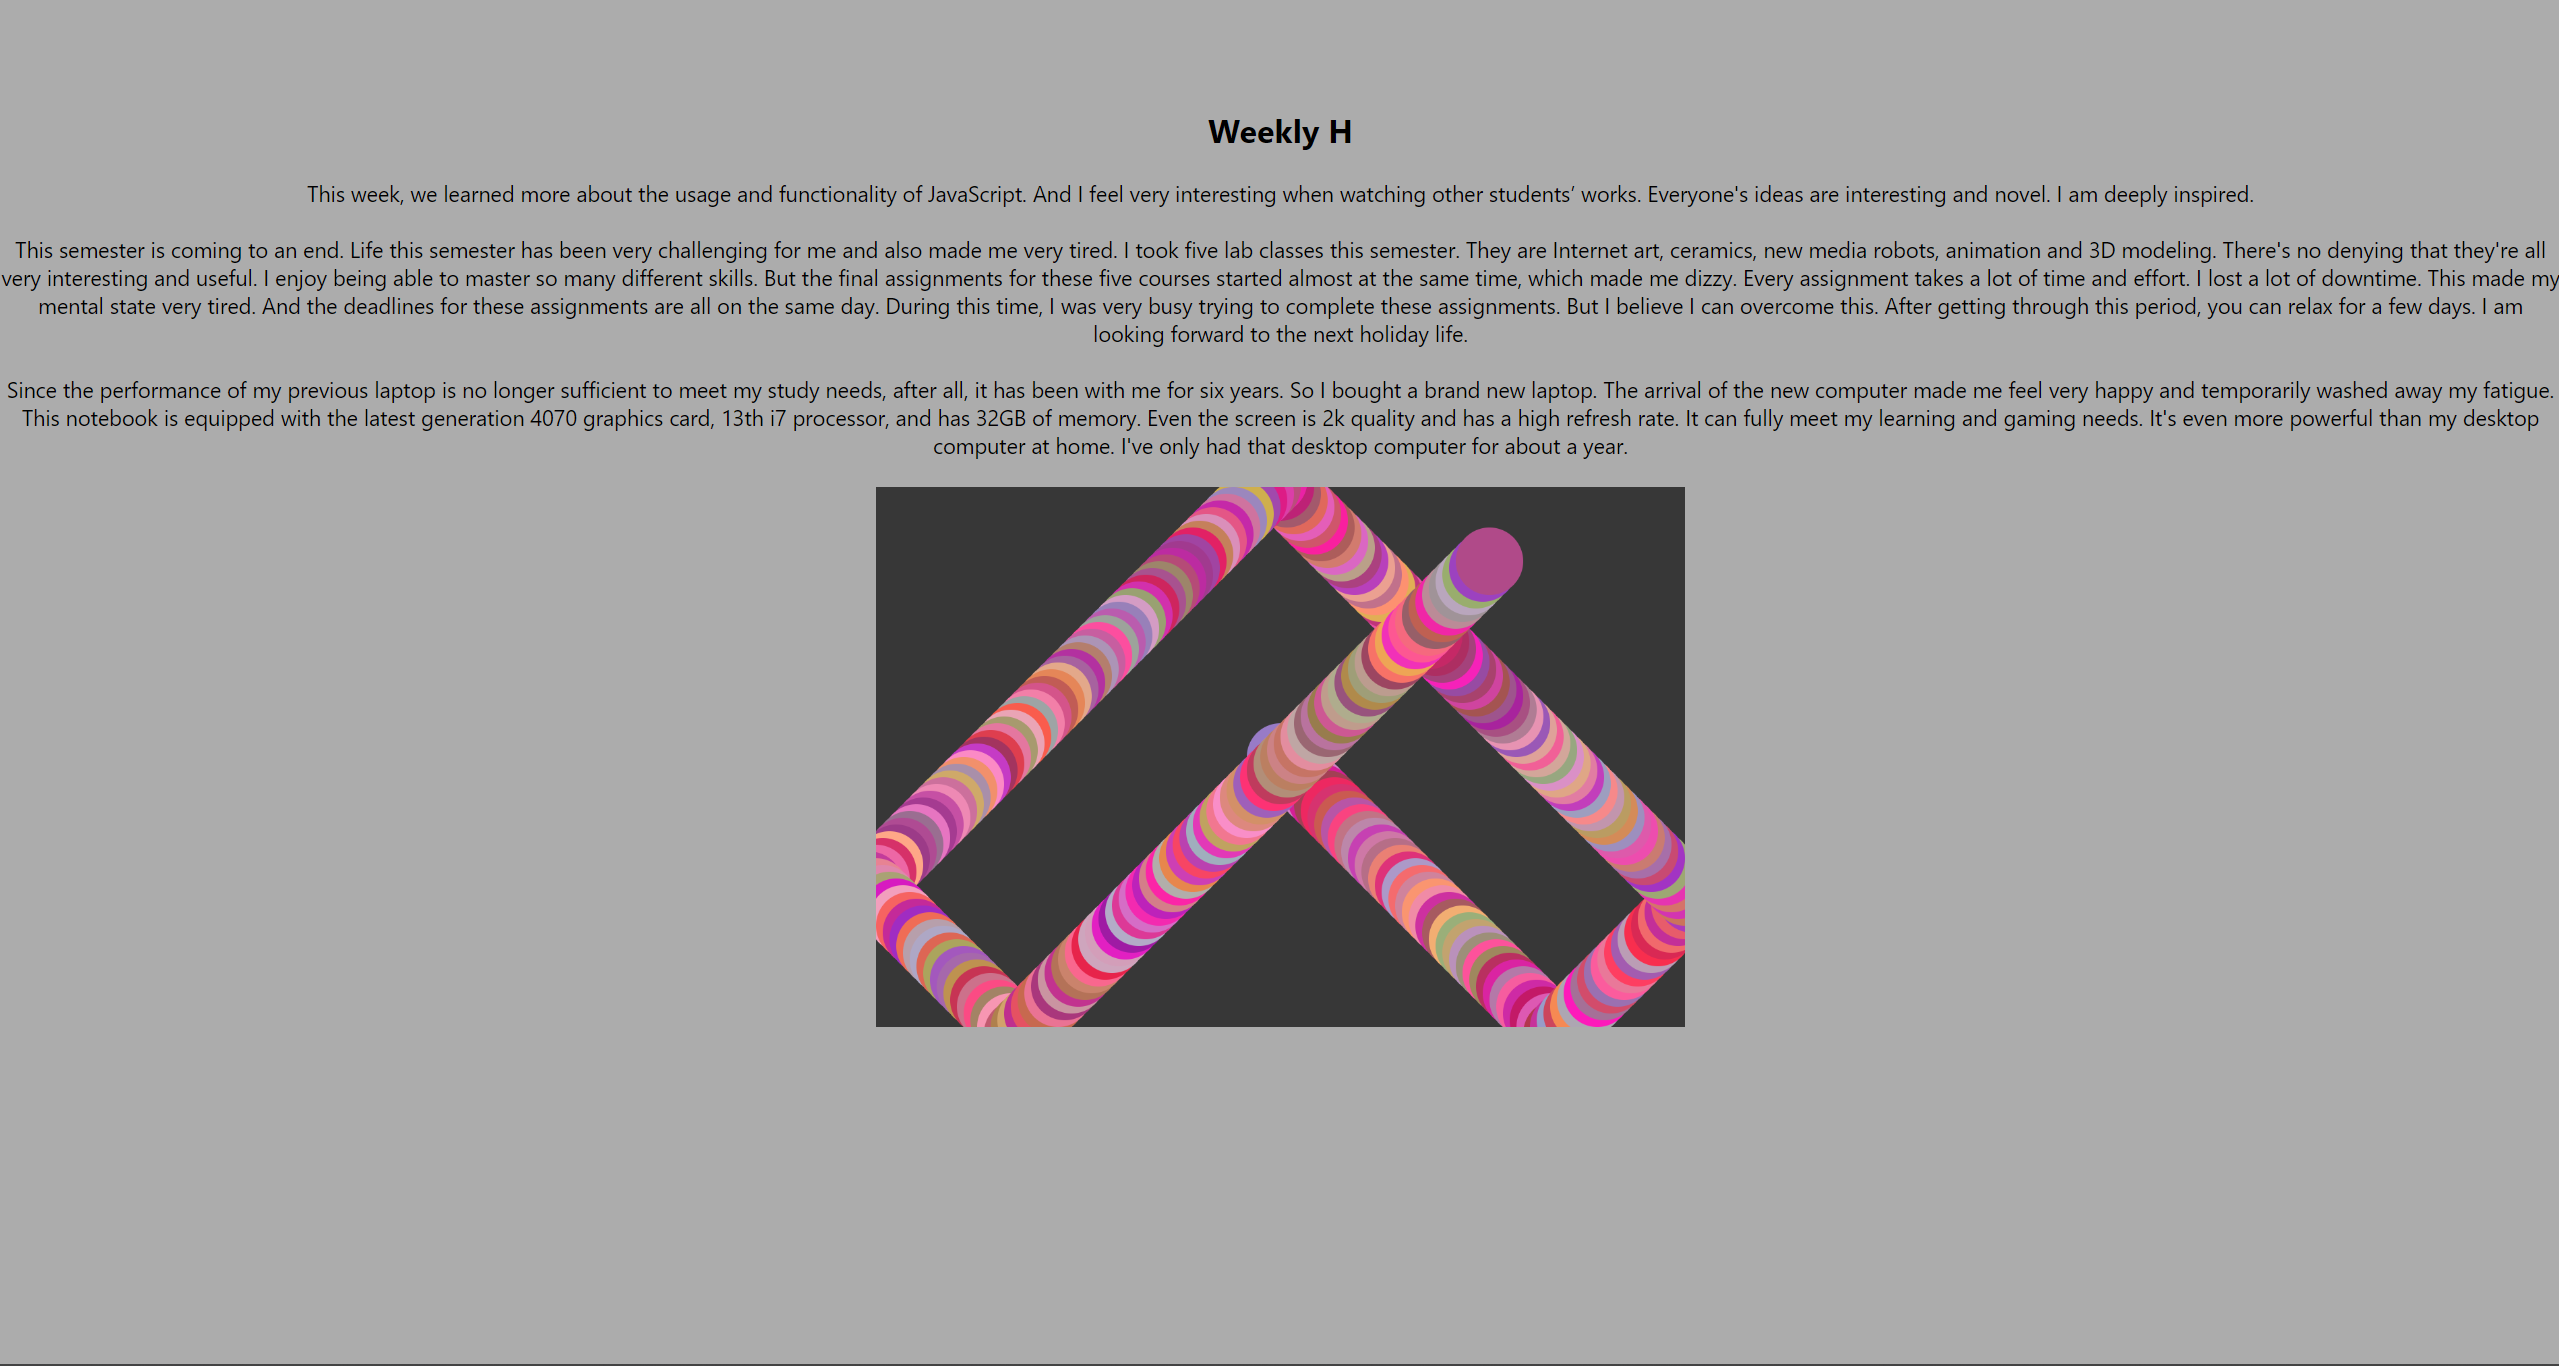 Weekly H
This week, we learned more about the usage and functionality of JavaScript. And I feel very interesting when watching other students’ works. Everyone's ideas are interesting and novel. I am deeply inspired.
This semester is coming to an end. Life this semester has been very challenging for me and also made me very tired. I took five lab classes this semester. They are Internet art, ceramics, new media robots, animation and 3D modeling. There's no denying that they're all
very interesting and useful. I enjoy being able to master so many different skills. But the final assignments for these five courses started almost at the same time, which made me dizzy. Every assignment takes a lot of time and effort. I lost a lot of downtime. This made my
mental state very tired. And the deadlines for these assignments are all on the same day. During this time, I was very busy trying to complete these assignments. But I believe I can overcome this. After getting through this period, you can relax for a few days. I am
looking forward to the next holiday life.
Since the performance of my previous laptop is no longer sufficient to meet my study needs, after all, it has been with me for six years. So I bought a brand new laptop. The arrival of the new computer made me feel very happy and temporarily washed away my fatigue.
This notebook is equipped with the latest generation 4070 graphics card, 13th i7 processor, and has 32GB of memory. Even the screen is 2k quality and has a high refresh rate. It can fully meet my learning and gaming needs. It's even more powerful than my desktop
computer at home. I've only had that desktop computer for about a year.